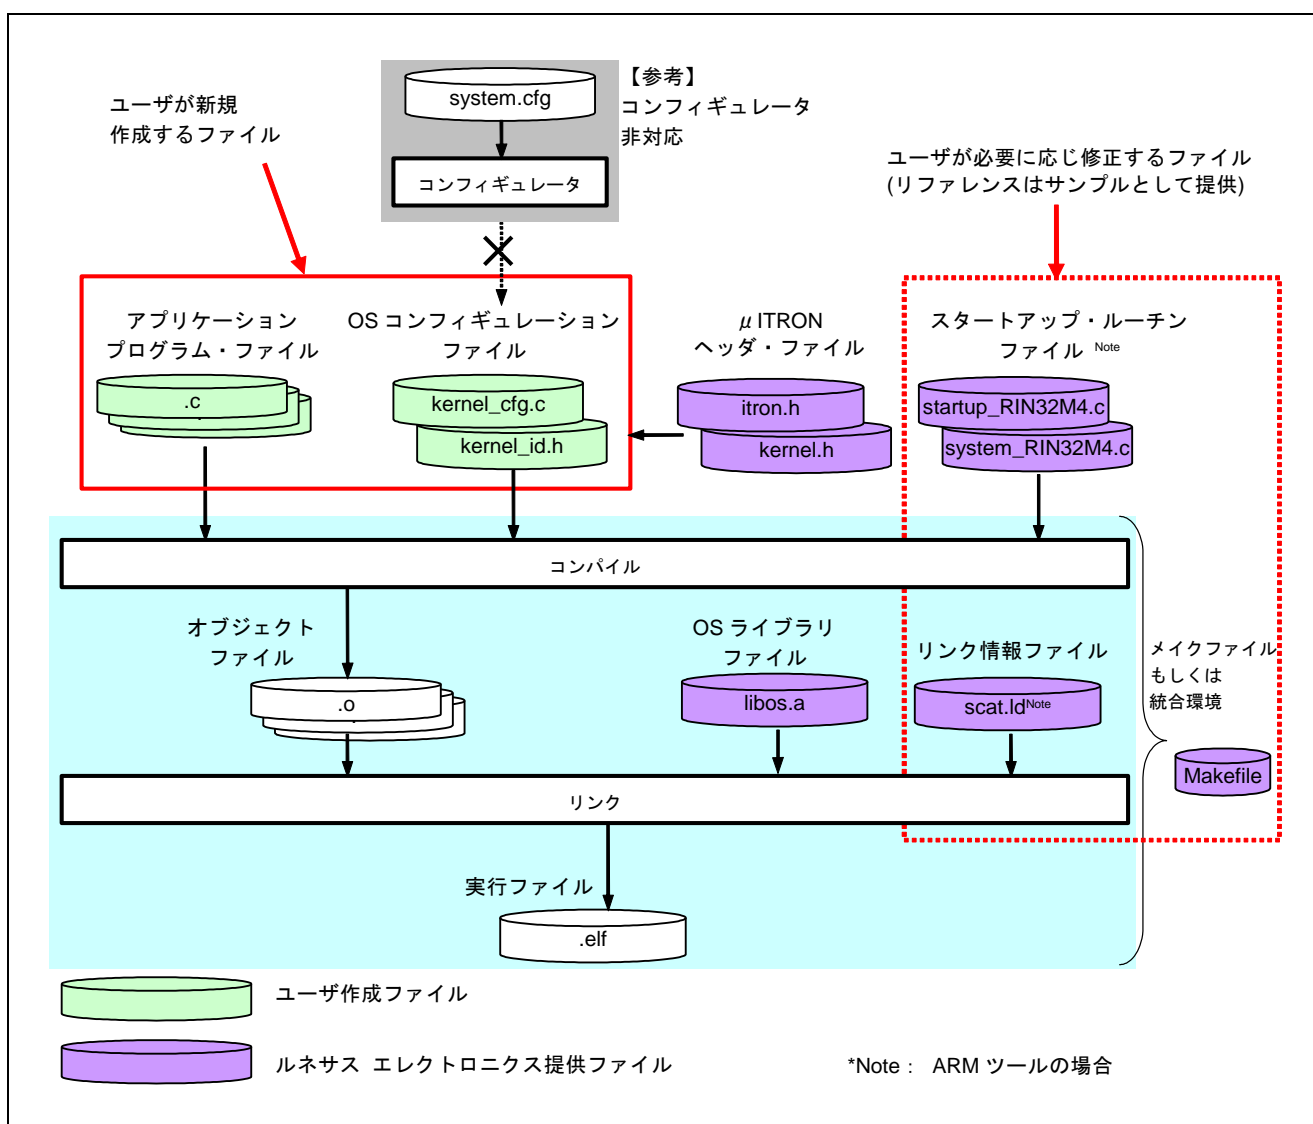 system.cfg
【参考】
コンフィギュレータ
非対応
コンフィギュレータ
ユーザが新規
作成するファイル
ユーザが必要に応じ修正するファイル
(リファレンスはサンプルとして提供)
アプリケーション
プログラム・ファイル
.c
OS コンフィギュレーション
ファイル
kernel_cfg.c
kernel_id.h
μ ITRON
ヘッダ・ファイル
itron.h
kernel.h
スタートアップ・ルーチン
ファイル Note
startup_RIN32M4.c
system_RIN32M4.c
コンパイル
オブジェクト
ファイル
.o
OS ライブラリ
ファイル
libos.a
リンク情報ファイル
scat.ld Note
メイクファイル
もしくは
統合環境
Makefile
リンク
実行ファイル
.elf
ユーザ作成ファイル
ルネサス エレクトロニクス提供ファイル
*Note : ARM ツールの場合